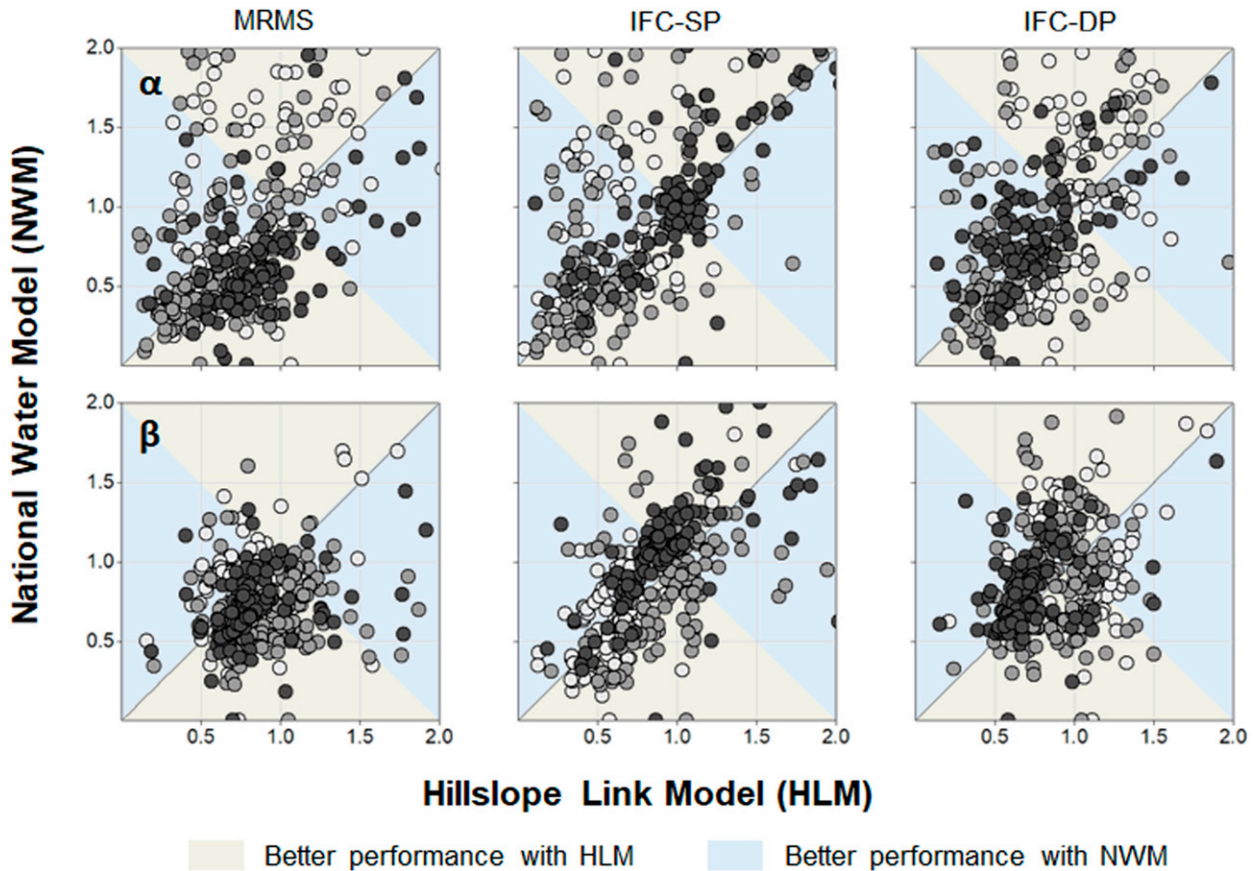 MRMS IFC-SP IFC-DP
National Water Model (NWM)
α
2.0
1.5
1.0
0.5
β
2.0
1.5
1.0
0.5
0.5 1.0 1.5 2.0 0.5 1.0 1.5 2.0 0.5 1.0 1.5 2.0
Hillslope Link Model (HLM)
Better performance with HLM Better performance with NWM